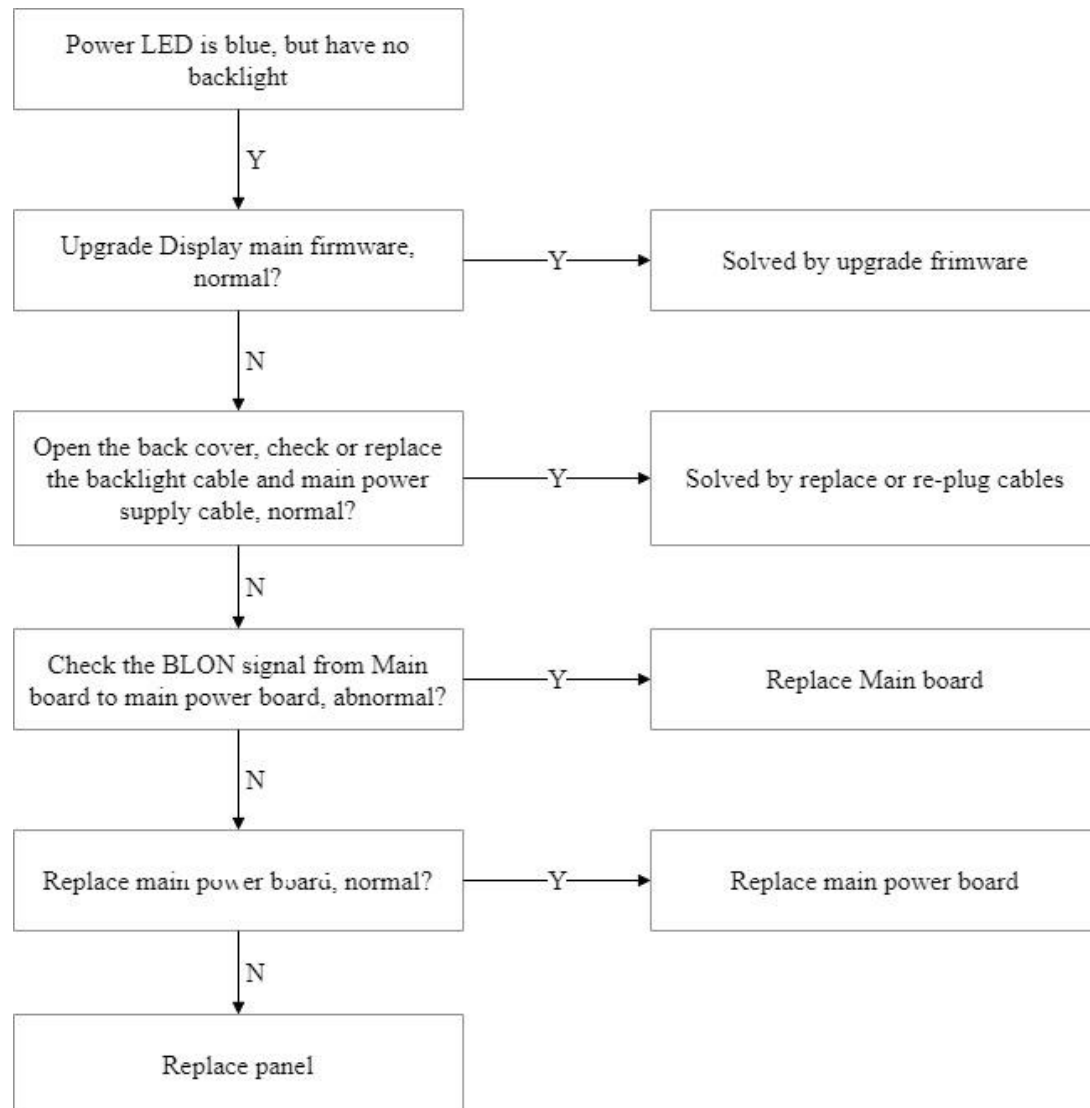 Power LED is blue, but have no
backlight
Y
Upgrade Display main firmware,
normal?
Y
Solved by upgrade frimware
N
Open the back cover, check or replace
the backlight cable and main power
supply cable, normal?
Y
Solved by replace or re-plug cables
N
Check the BLON signal from Main
board to main power board, abnormal?
Y
Replace Main board
N
Replace main power board, normal?
Y
Replace main power board
N
Replace panel